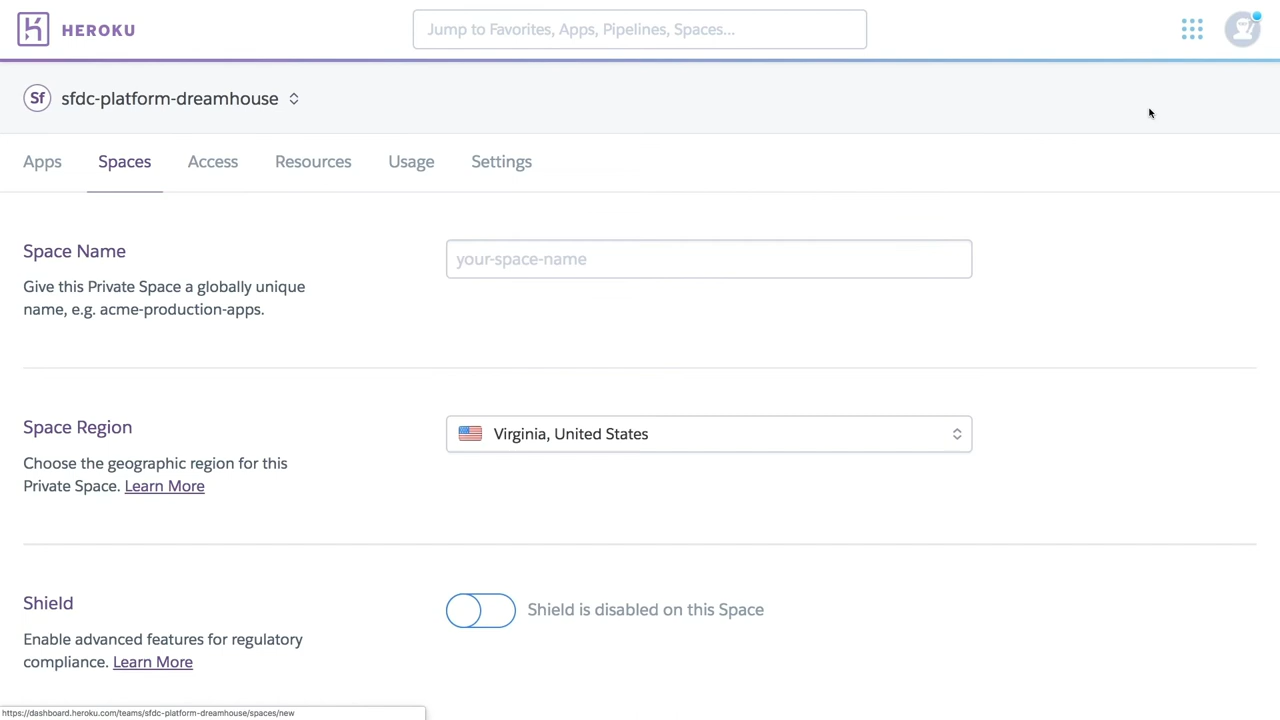 HEROKU
Jump to Favorites, Apps, Pipelines, Spaces...
Sf sfdc-platform-dreamhouse
Apps Spaces Access Resources Usage Settings
Space Name
your-space-name
Give this Private Space a globally unique
name, e.g. acme-production-apps.
Space Region
Virginia, United States
Choose the geographic region for this
Private Space. Learn More
Shield
Shield is disabled on this Space
Enable advanced features for regulatory
compliance. Learn More
https://dashboard.heroku.com/teams/sfdc-platform-dreamhouse/spaces/new